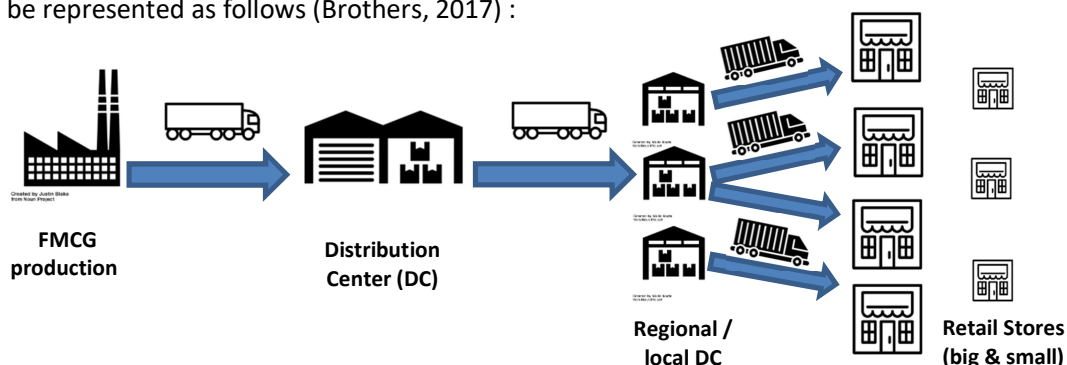 be represented as follows (Brothers, 2017) :
Created by Justin Blake
from Noun Project
FMCG
production
Distribution
Center (DC)
Regional /
local DC
Retail Stores
(big & small)